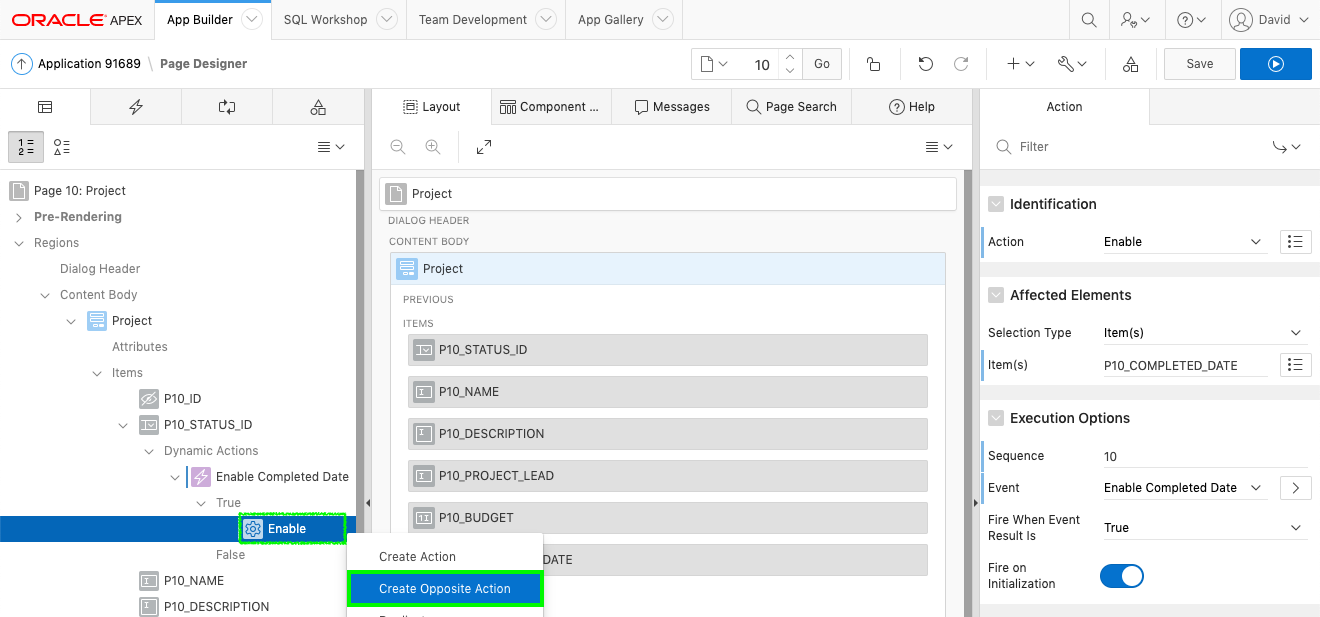 ORACLE APEX App Builder SQL Workshop Team Development App Gallery David
Application 91689 \ Page Designer 10 Go Save
Layout Component ... Messages Page Search Help Action
1 2
Filter
Page 10: Project
Pre-Rendering
Regions
Dialog Header
Content Body
Project
Attributes
Items
P10_ID
P10_STATUS_ID
Dynamic Actions
Enable Completed Date
True
Enable
False
P10_NAME
P10_DESCRIPTION
Create Action
Create Opposite Action
Project
DIALOG HEADER
CONTENT BODY
Project
PREVIOUS
ITEMS
P10_STATUS_ID
P10_NAME
P10_DESCRIPTION
P10_PROJECT_LEAD
P10_BUDGET
DATE
Identification
Action Enable
Affected Elements
Selection Type Item(s)
Item(s) P10_COMPLETED_DATE
Execution Options
Sequence 10
Event Enable Completed Date
Fire When Event
Result Is True
Fire on
Initialization